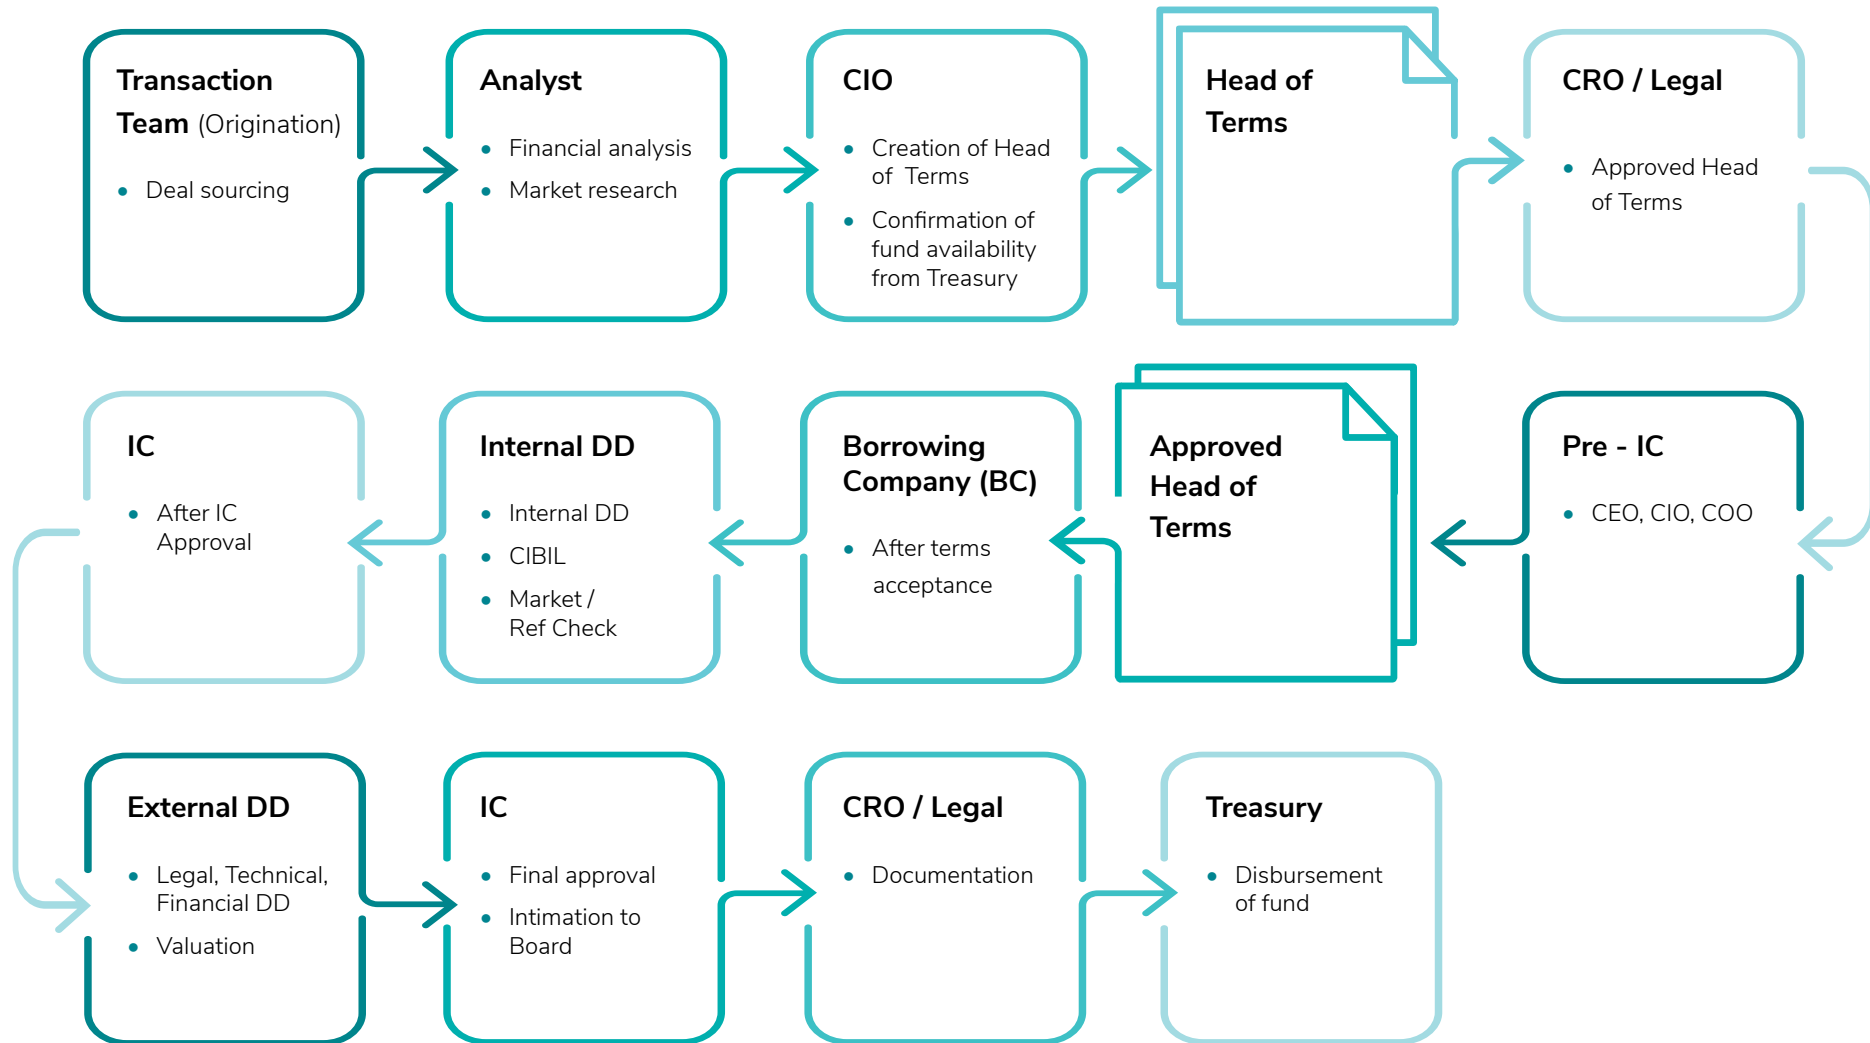 Transaction
Team (Origination)
• Deal sourcing
Analyst
• Financial analysis
• Market research
CIO
• Creation of Head
of Terms
• Confirmation of
fund availability
from Treasury
Head of
Terms
CRO / Legal
• Approved Head
of Terms
Pre - IC
• CEO, CIO, COO
Approved
Head of
Terms
Borrowing
Company (BC)
• After terms
acceptance
Internal DD
• Internal DD
• CIBIL
• Market /
Ref Check
IC
• After IC
Approval
External DD
• Legal, Technical,
Financial DD
• Valuation
IC
• Final approval
• Intimation to
Board
CRO / Legal
• Documentation
Treasury
• Disbursement
of fund